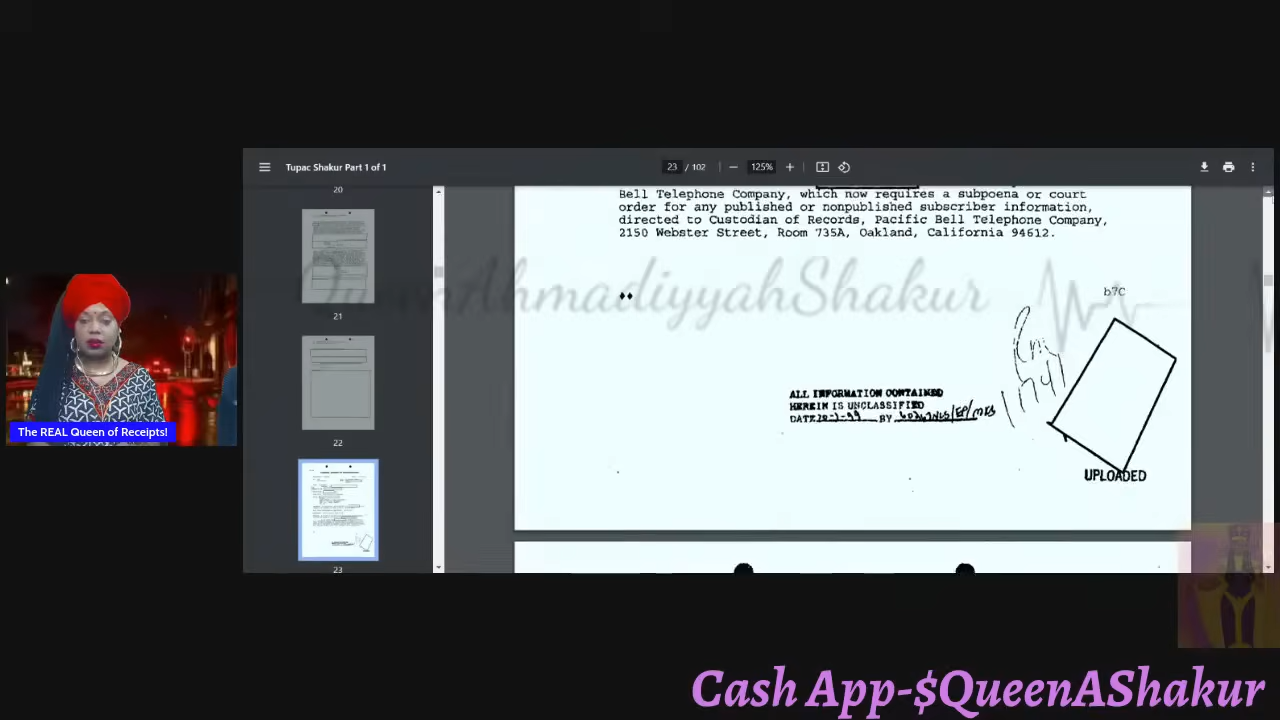 Tupac Shakur Part 1 of 1
23 / 102
125%
20
21
22
23
Bell Telephone Company, which now requires a subpoena or court
order for any published or nonpublished subscriber information,
directed to Custodian of Records, Pacific Bell Telephone Company,
2150 Webster Street, Room 735A, Oakland, California 94612.
QueenAhmadiyyahShakur
b7C
ALL INFORMATION CONTAINED
HEREIN IS UNCLASSIFIED
DATE BY
UPLOADED
The REAL Queen of Receipts!
Cash App-$QueenAShakur